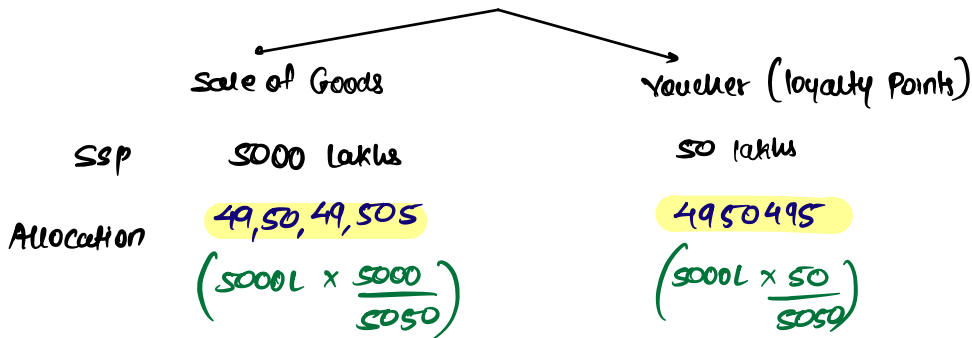 Sale of Goods Voucher (loyalty Points)
SSP 5000 Lakhs 50 lakhs
Allocation 49,50,49,505 4950495
(5000L × 5000/5050) (5000L × 50/5050)